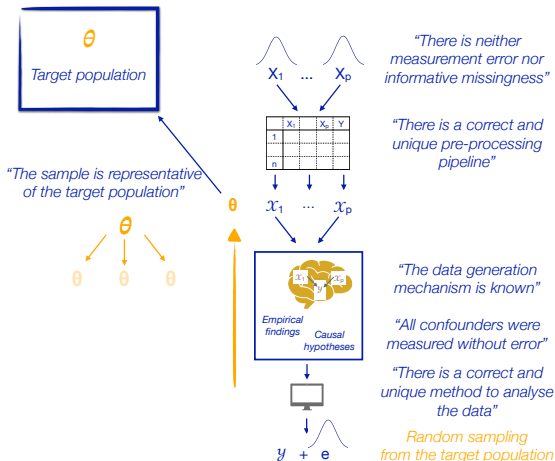 θ
Target population
X1 ... Xp
“There is neither
measurement error nor
informative missingness”
X1 Xp Y
1
n
“There is a correct and
unique pre-processing
pipeline”
“The sample is representative
of the target population”
θ
θ θ θ
θ
x1 ... xp
x1 xp
y
Empirical
findings
Causal
hypotheses
“The data generation
mechanism is known”
“All confounders were
measured without error”
“There is a correct and
unique method to analyse
the data”
y + e
Random sampling
from the target population